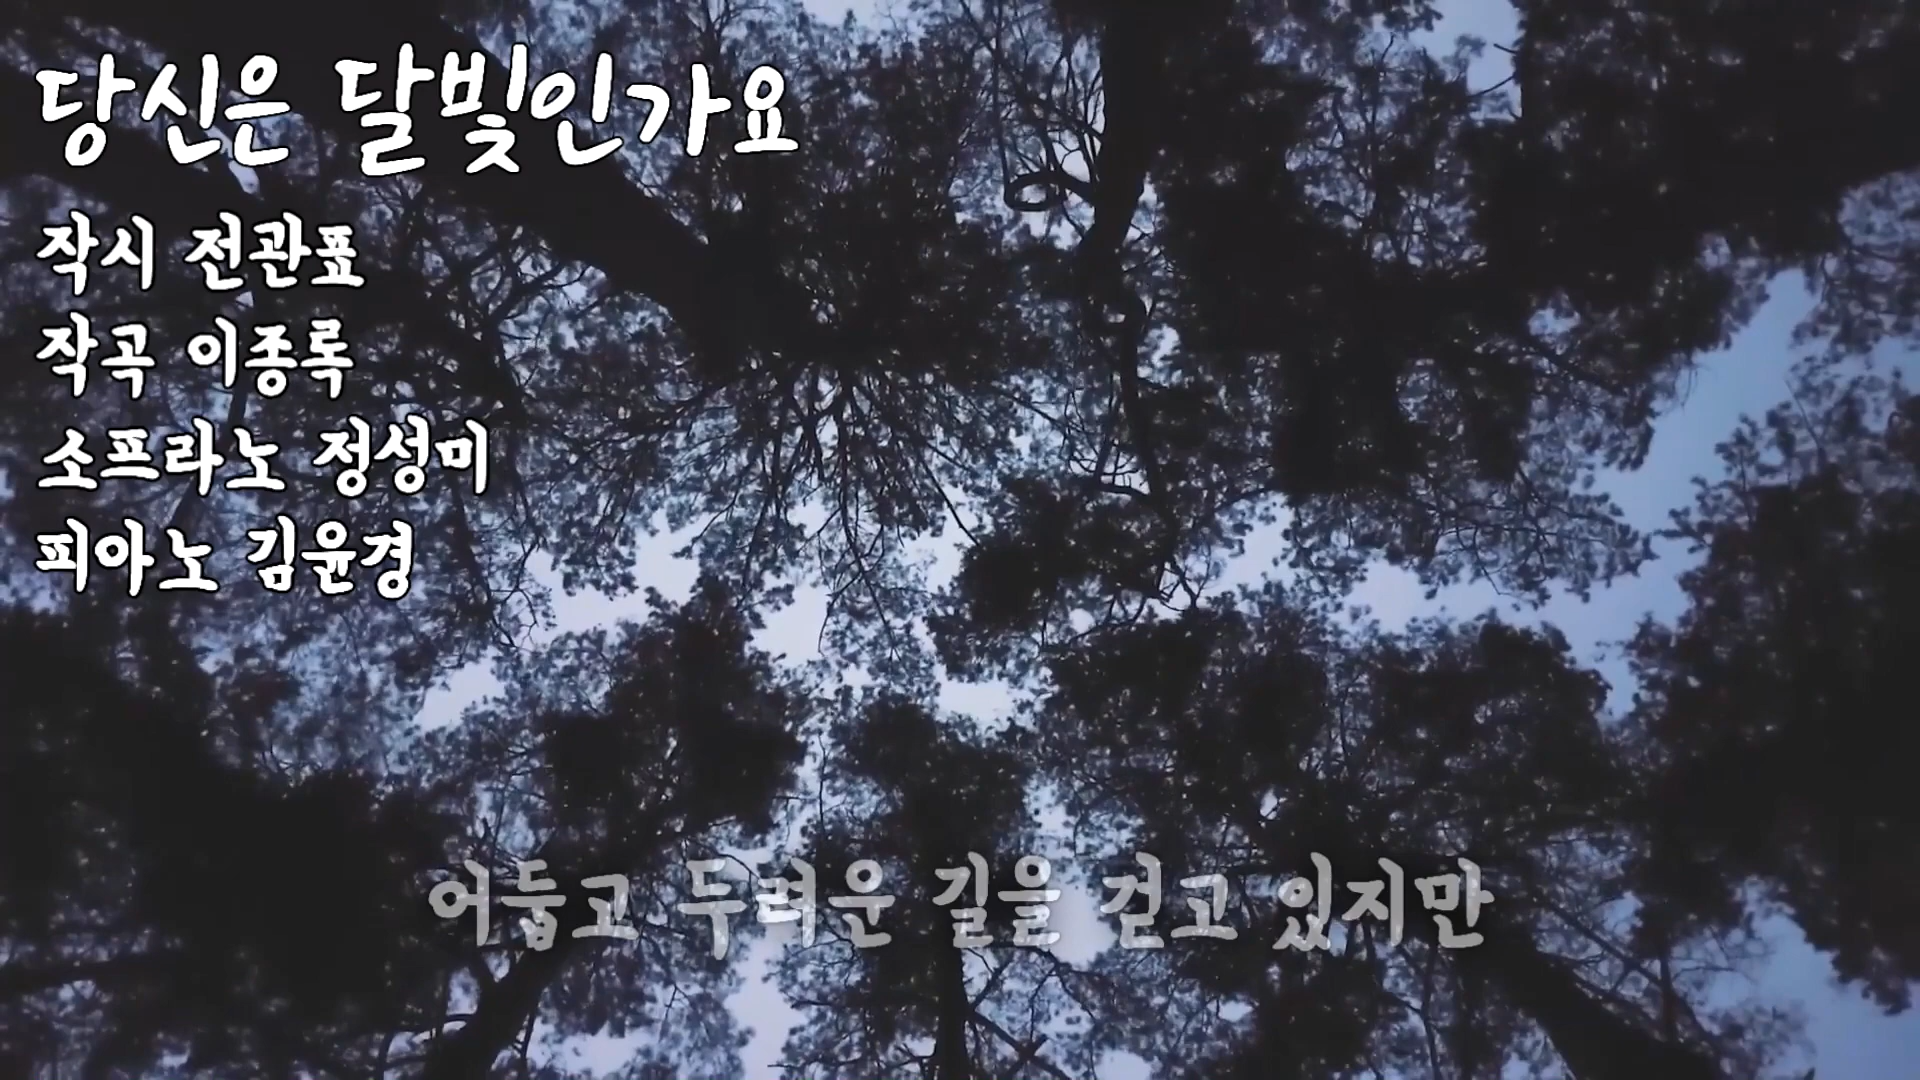 당신은 달빛인가요
작시 전관표
작곡 이종록
소프라노 정성미
피아노 김윤경
어둡고 두려운 길을 걷고 있지만